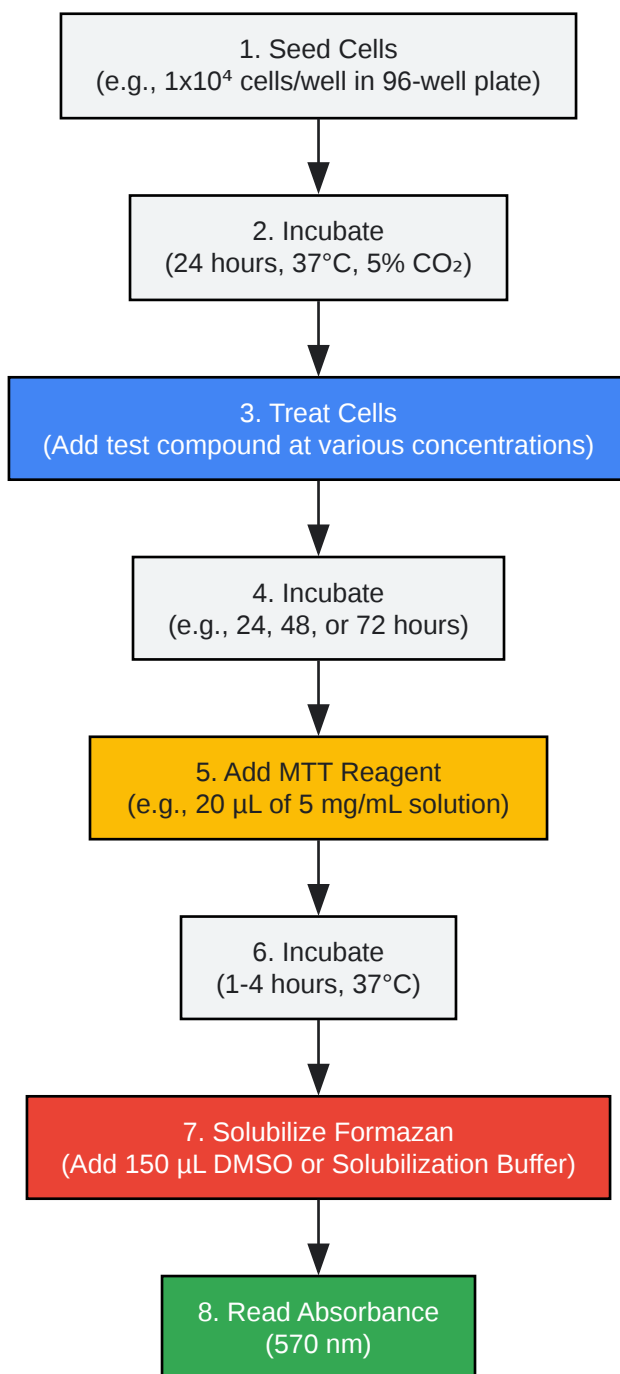 1. Seed Cells
(e.g., 1x10⁴ cells/well in 96-well plate)
2. Incubate
(24 hours, 37°C, 5% CO₂)
3. Treat Cells
(Add test compound at various concentrations)
4. Incubate
(e.g., 24, 48, or 72 hours)
5. Add MTT Reagent
(e.g., 20 µL of 5 mg/mL solution)
6. Incubate
(1-4 hours, 37°C)
7. Solubilize Formazan
(Add 150 µL DMSO or Solubilization Buffer)
8. Read Absorbance
(570 nm)